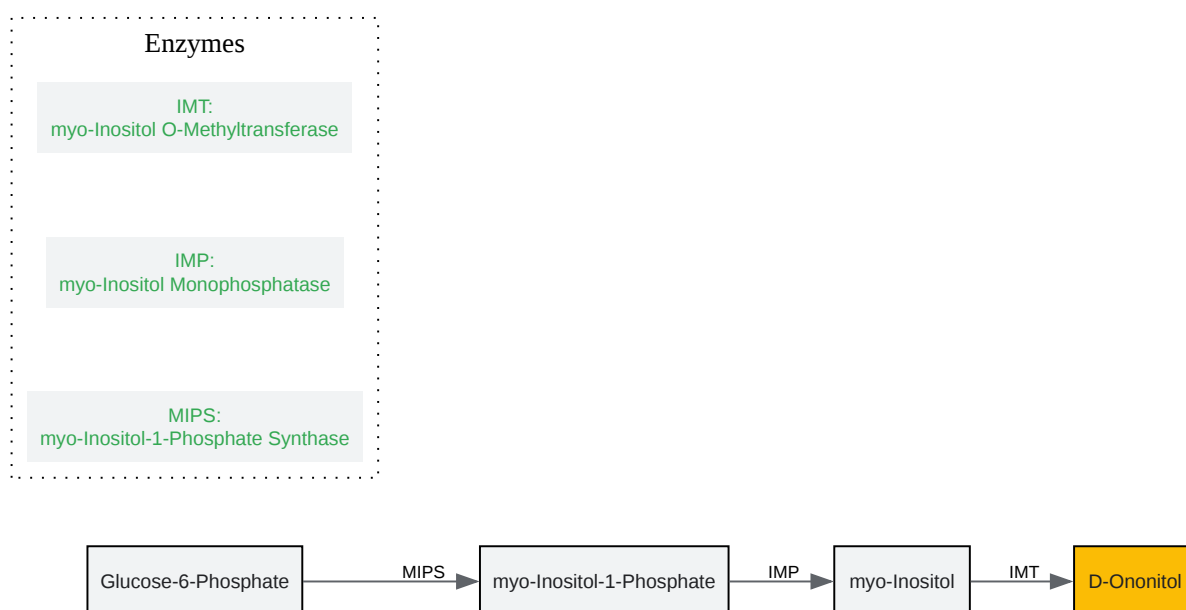 Enzymes
IMT:
myo-Inositol O-Methyltransferase
IMP:
myo-Inositol Monophosphatase
MIPS:
myo-Inositol-1-Phosphate Synthase
Glucose-6-Phosphate
MIPS
myo-Inositol-1-Phosphate
IMP
myo-Inositol
IMT
D-Ononitol